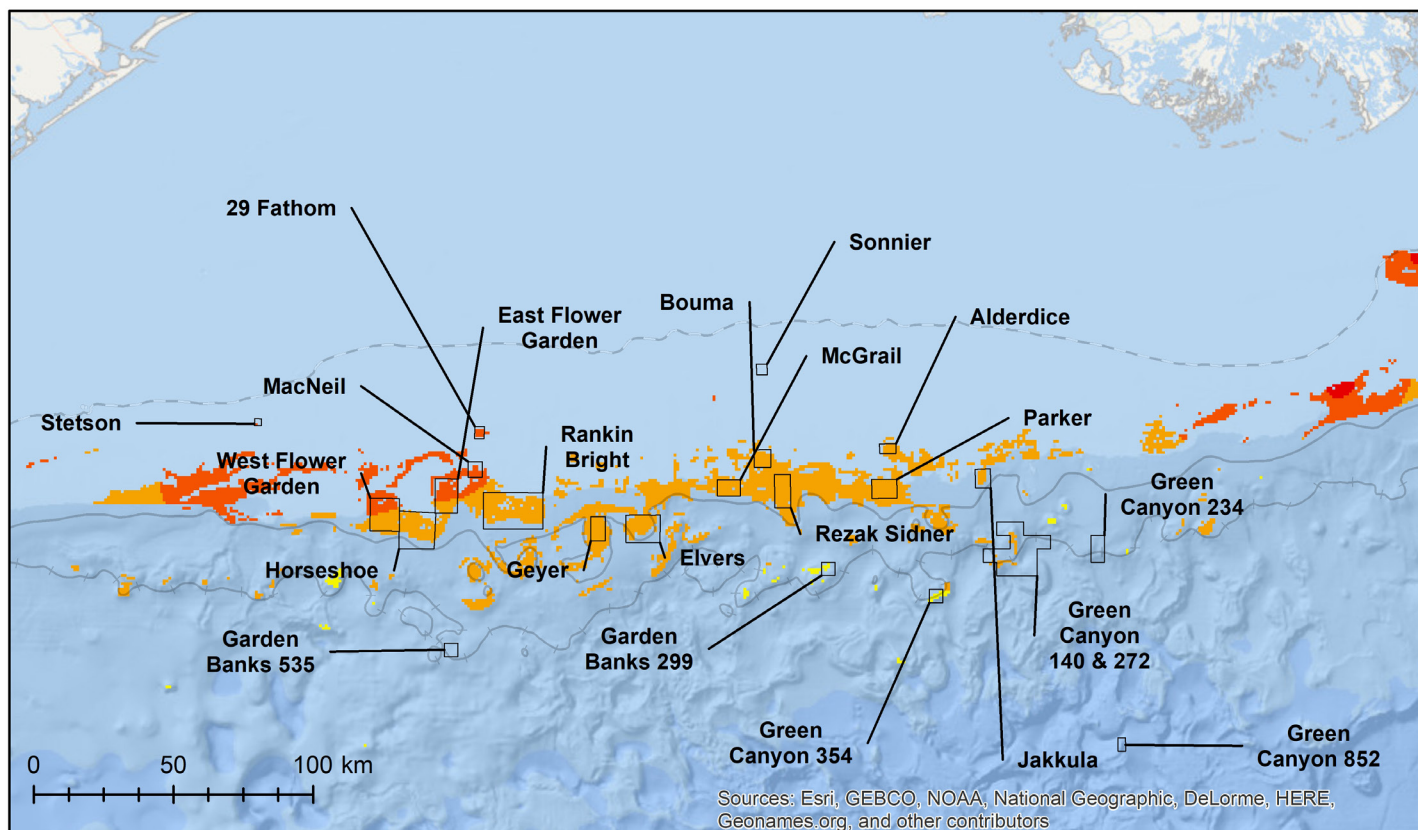 29 Fathom
Sonnier
Bouma
East Flower
Garden
Alderdice
McGrail
MacNeil
Stetson
Parker
Rankin
Bright
West Flower
Garden
Green
Canyon 234
Rezak Sidner
Elvers
Horseshoe
Geyer
Green
Canyon
140 & 272
Garden
Banks 535
Garden
Banks 299
Green
Canyon 354
Jakkula
Green
Canyon 852
0 50 100 km
Sources: Esri, GEBCO, NOAA, National Geographic, DeLorme, HERE,
Geonames.org, and other contributors